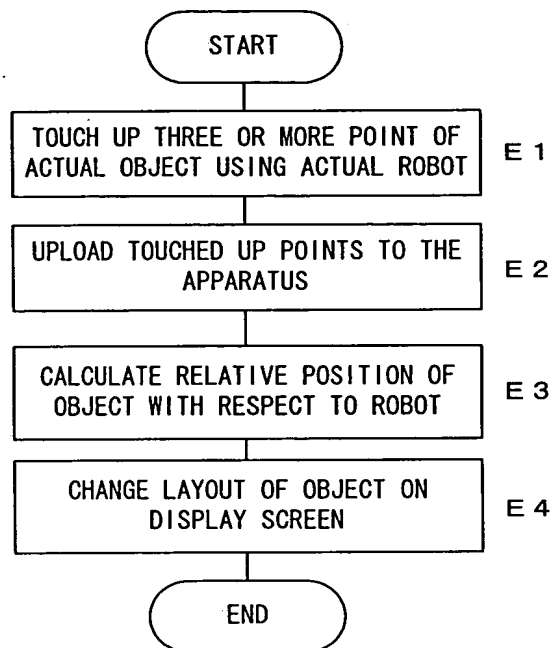 START
TOUCH UP THREE OR MORE POINT OF
ACTUAL OBJECT USING ACTUAL ROBOT
E 1
UPLOAD TOUCHED UP POINTS TO THE
APPARATUS
E 2
CALCULATE RELATIVE POSITION OF
OBJECT WITH RESPECT TO ROBOT
E 3
CHANGE LAYOUT OF OBJECT ON
DISPLAY SCREEN
E 4
END